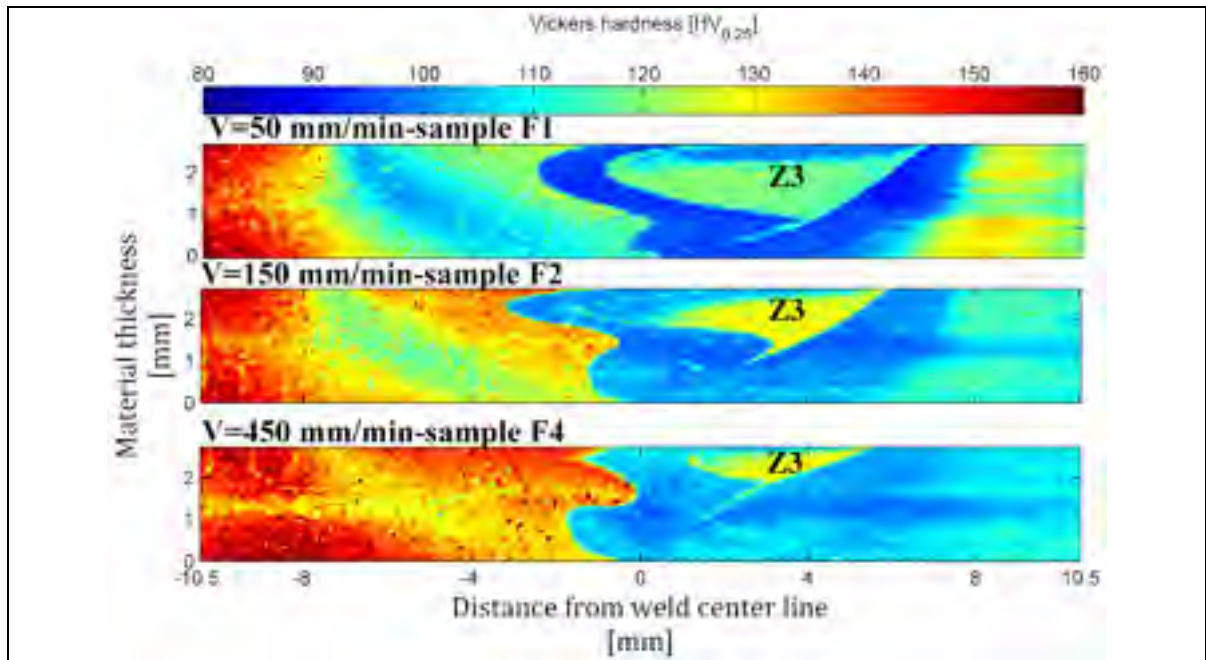 Vickers hardness [HV0.25]
80 90 100 110 120 130 140 150 160
V=50 mm/min-sample F1
Z3
2
1
0
V=150 mm/min-sample F2
Z3
2
1
0
V=450 mm/min-sample F4
Z3
2
1
0
Material thickness
[mm]
-10.5 -8 -4 0 4 8 10.5
Distance from weld center line
[mm]